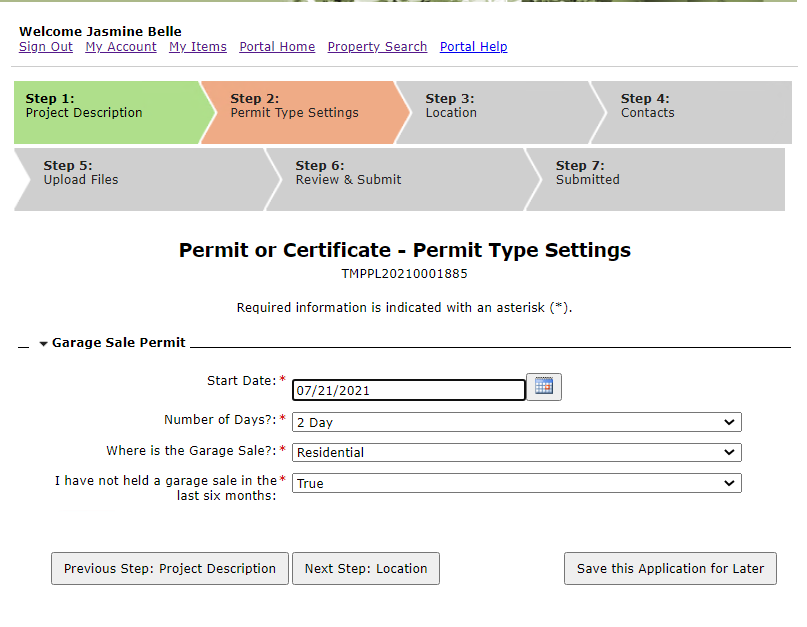 Welcome Jasmine Belle
Sign Out My Account My Items Portal Home Property Search Portal Help
Step 1:
Project Description
Step 2:
Permit Type Settings
Step 3:
Location
Step 4:
Contacts
Step 5:
Upload Files
Step 6:
Review & Submit
Step 7:
Submitted
Permit or Certificate - Permit Type Settings
TMPPL20210001885
Required information is indicated with an asterisk (*).
Garage Sale Permit
Start Date:* 07/21/2021
Number of Days?:* 2 Day
Where is the Garage Sale?:* Residential
I have not held a garage sale in the* True
last six months:
Previous Step: Project Description Next Step: Location Save this Application for Later